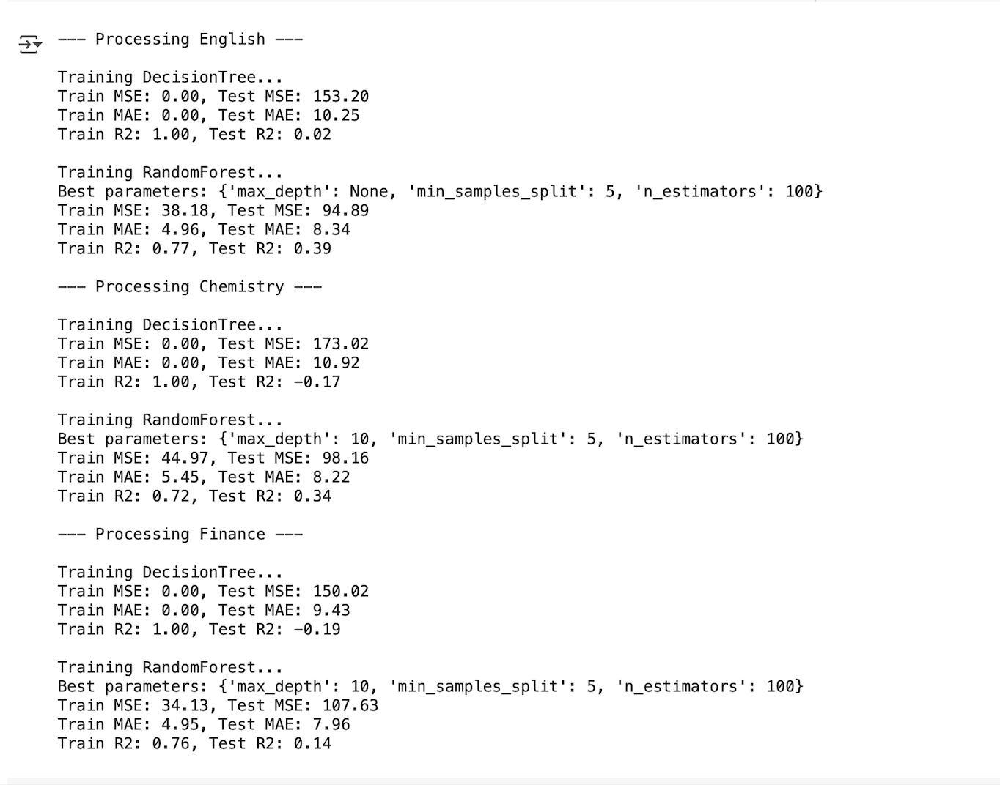 --- Processing English ---
Training DecisionTree...
Train MSE: 0.00, Test MSE: 153.20
Train MAE: 0.00, Test MAE: 10.25
Train R2: 1.00, Test R2: 0.02
Training RandomForest...
Best parameters: {'max_depth': None, 'min_samples_split': 5, 'n_estimators': 100}
Train MSE: 38.18, Test MSE: 94.89
Train MAE: 4.96, Test MAE: 8.34
Train R2: 0.77, Test R2: 0.39
--- Processing Chemistry ---
Training DecisionTree...
Train MSE: 0.00, Test MSE: 173.02
Train MAE: 0.00, Test MAE: 10.92
Train R2: 1.00, Test R2: -0.17
Training RandomForest...
Best parameters: {'max_depth': 10, 'min_samples_split': 5, 'n_estimators': 100}
Train MSE: 44.97, Test MSE: 98.16
Train MAE: 5.45, Test MAE: 8.22
Train R2: 0.72, Test R2: 0.34
--- Processing Finance ---
Training DecisionTree...
Train MSE: 0.00, Test MSE: 150.02
Train MAE: 0.00, Test MAE: 9.43
Train R2: 1.00, Test R2: -0.19
Training RandomForest...
Best parameters: {'max_depth': 10, 'min_samples_split': 5, 'n_estimators': 100}
Train MSE: 34.13, Test MSE: 107.63
Train MAE: 4.95, Test MAE: 7.96
Train R2: 0.76, Test R2: 0.14